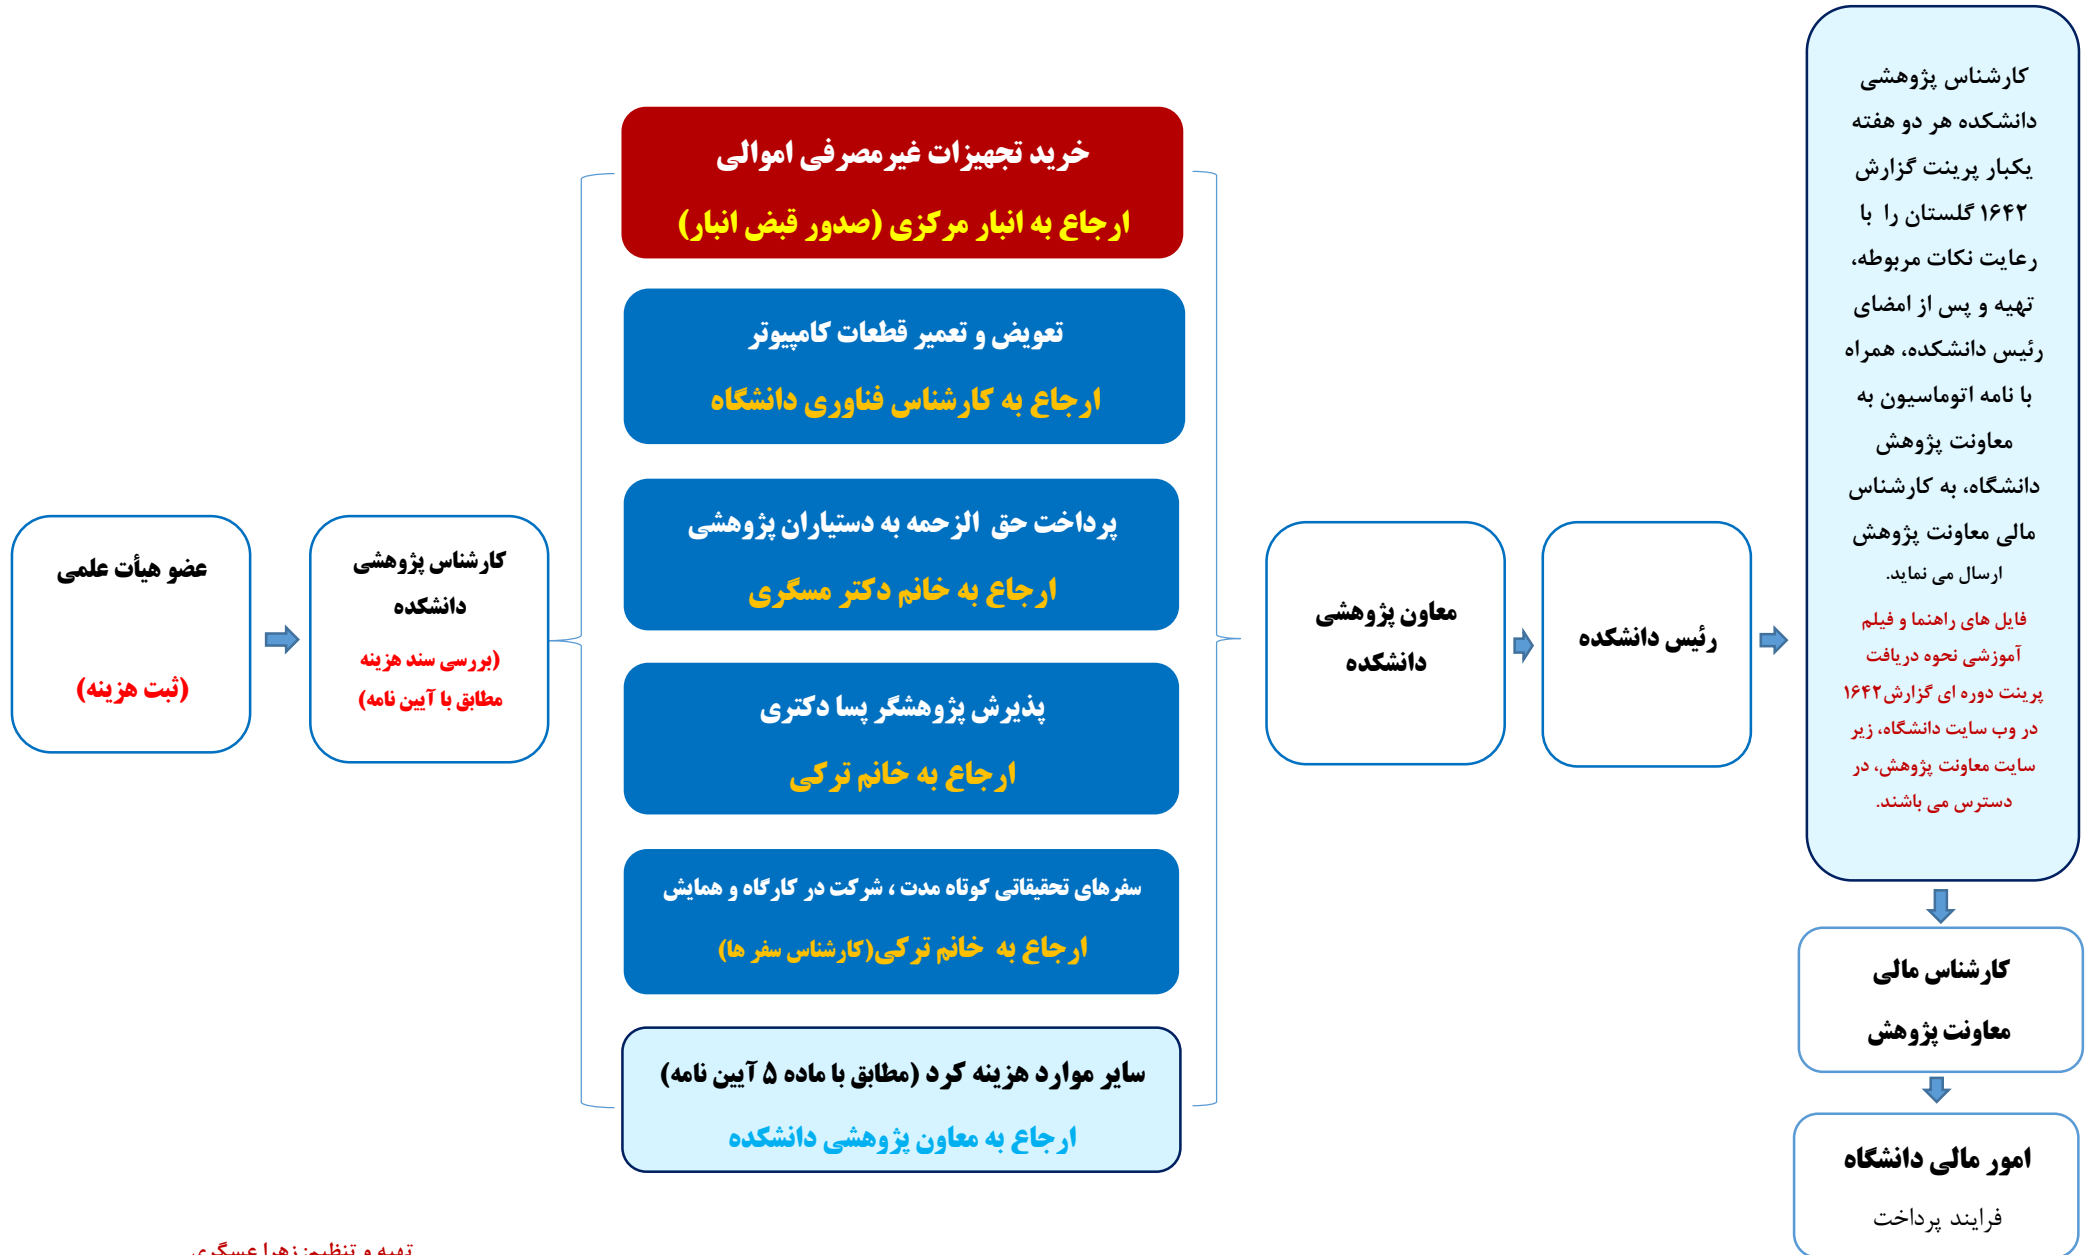 عضو هیأت علمی
(ثبت هزینه)
کارشناس پژوهشی
دانشکده
(بررسی سند هزینه
مطابق با آیین نامه)
خرید تجهیزات غیرمصرفی اموالی
ارجاع به انبار مرکزی (صدور قبض انبار)
تعویض و تعمیر قطعات کامپیوتر
ارجاع به کارشناس فناوری دانشگاه
پرداخت حق الزحمه به دستیاران پژوهشی
ارجاع به خانم دکتر مسگری
پذیرش پژوهشگر پسا دکتری
ارجاع به خانم ترکی
سفرهای تحقیقاتی کوتاه مدت ، شرکت در کارگاه و همایش
ارجاع به خانم ترکی(کارشناس سفر ها)
سایر موارد هزینه کرد (مطابق با ماده ۵ آیین نامه)
ارجاع به معاون پژوهشی دانشکده
معاون پژوهشی
دانشکده
رئیس دانشکده
کارشناس پژوهشی
دانشکده هر دو هفته
یکبار پرینت گزارش
۱۶۴۲ گلستان را با
رعایت نکات مربوطه،
تهیه و پس از امضای
رئیس دانشکده، همراه
با نامه اتوماسیون به
معاونت پژوهش
دانشگاه، به کارشناس
مالی معاونت پژوهش
ارسال می نماید.
فایل های راهنما و فیلم
آموزشی نحوه دریافت
پرینت دوره ای گزارش۱۶۴۲
در وب سایت دانشگاه، زیر
سایت معاونت پژوهش، در
دسترس می باشند.
کارشناس مالی
معاونت پژوهش
امور مالی دانشگاه
فرایند پرداخت
تهیه و تنظیم: زهرا عسگری